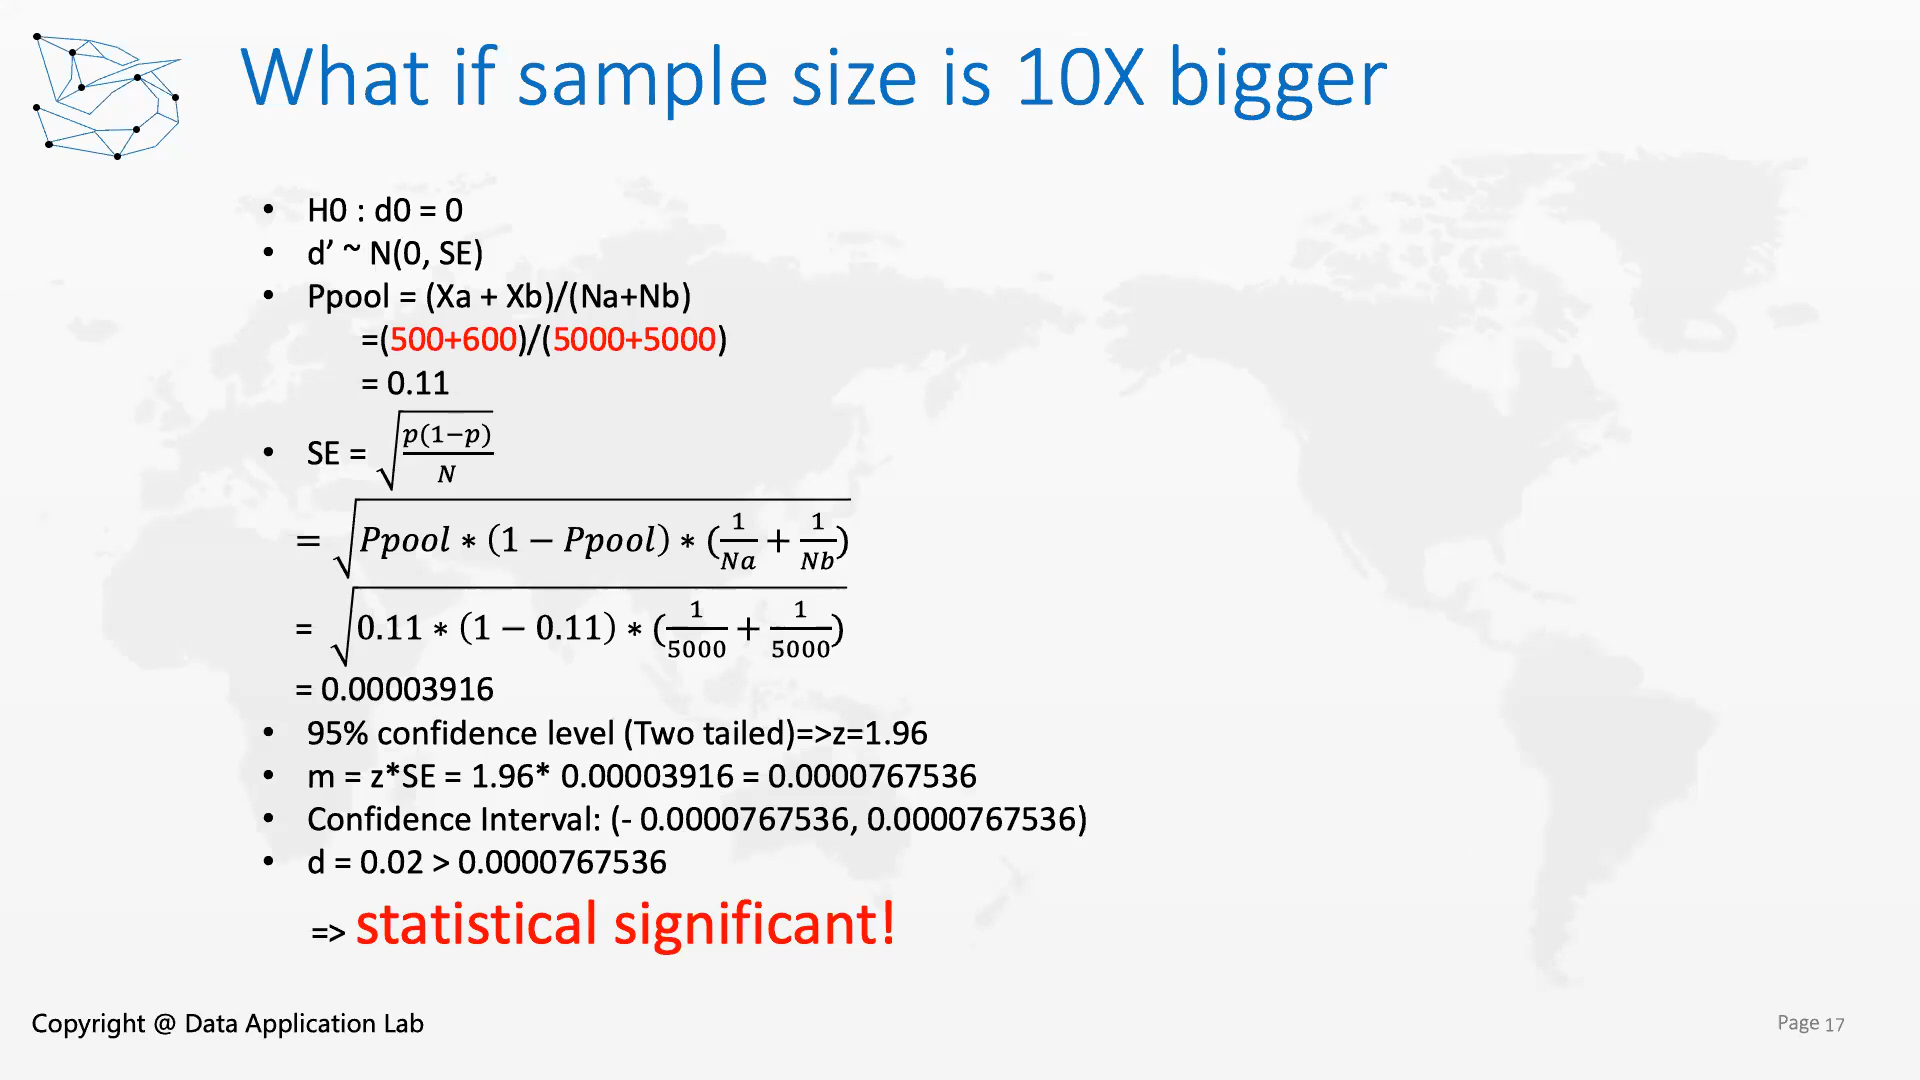 What if sample size is 10X bigger
• H0 : d0 = 0
• d’ ~ N(0, SE)
• Ppool = (Xa + Xb)/(Na+Nb)
=(500+600)/(5000+5000)
= 0.11
• SE = √(p(1−p)/N)
= √(Ppool ∗ (1 − Ppool) ∗ (1/Na + 1/Nb))
= √(0.11 ∗ (1 − 0.11) ∗ (1/5000 + 1/5000))
= 0.00003916
• 95% confidence level (Two tailed)=>z=1.96
• m = z*SE = 1.96* 0.00003916 = 0.0000767536
• Confidence Interval: (- 0.0000767536, 0.0000767536)
• d = 0.02 > 0.0000767536
=> statistical significant!
Copyright @ Data Application Lab
Page 17